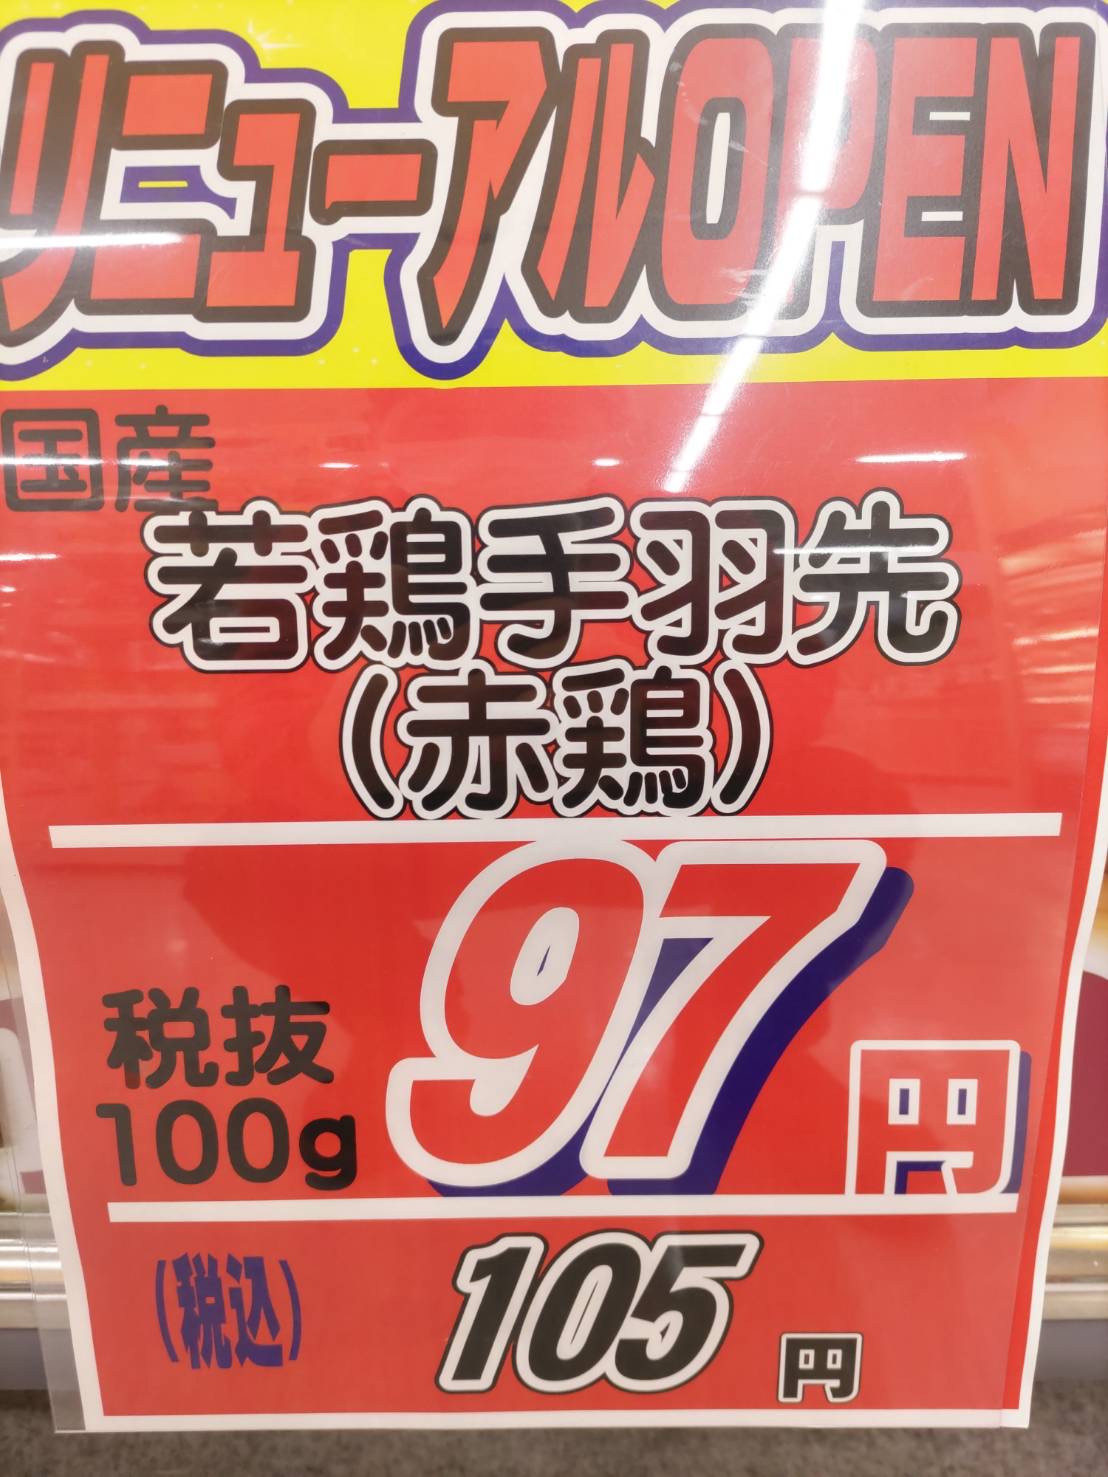 リニューアルOPEN
国産
若鶏手羽先
(赤鶏)
税抜
100g
97円
(税込)
105円